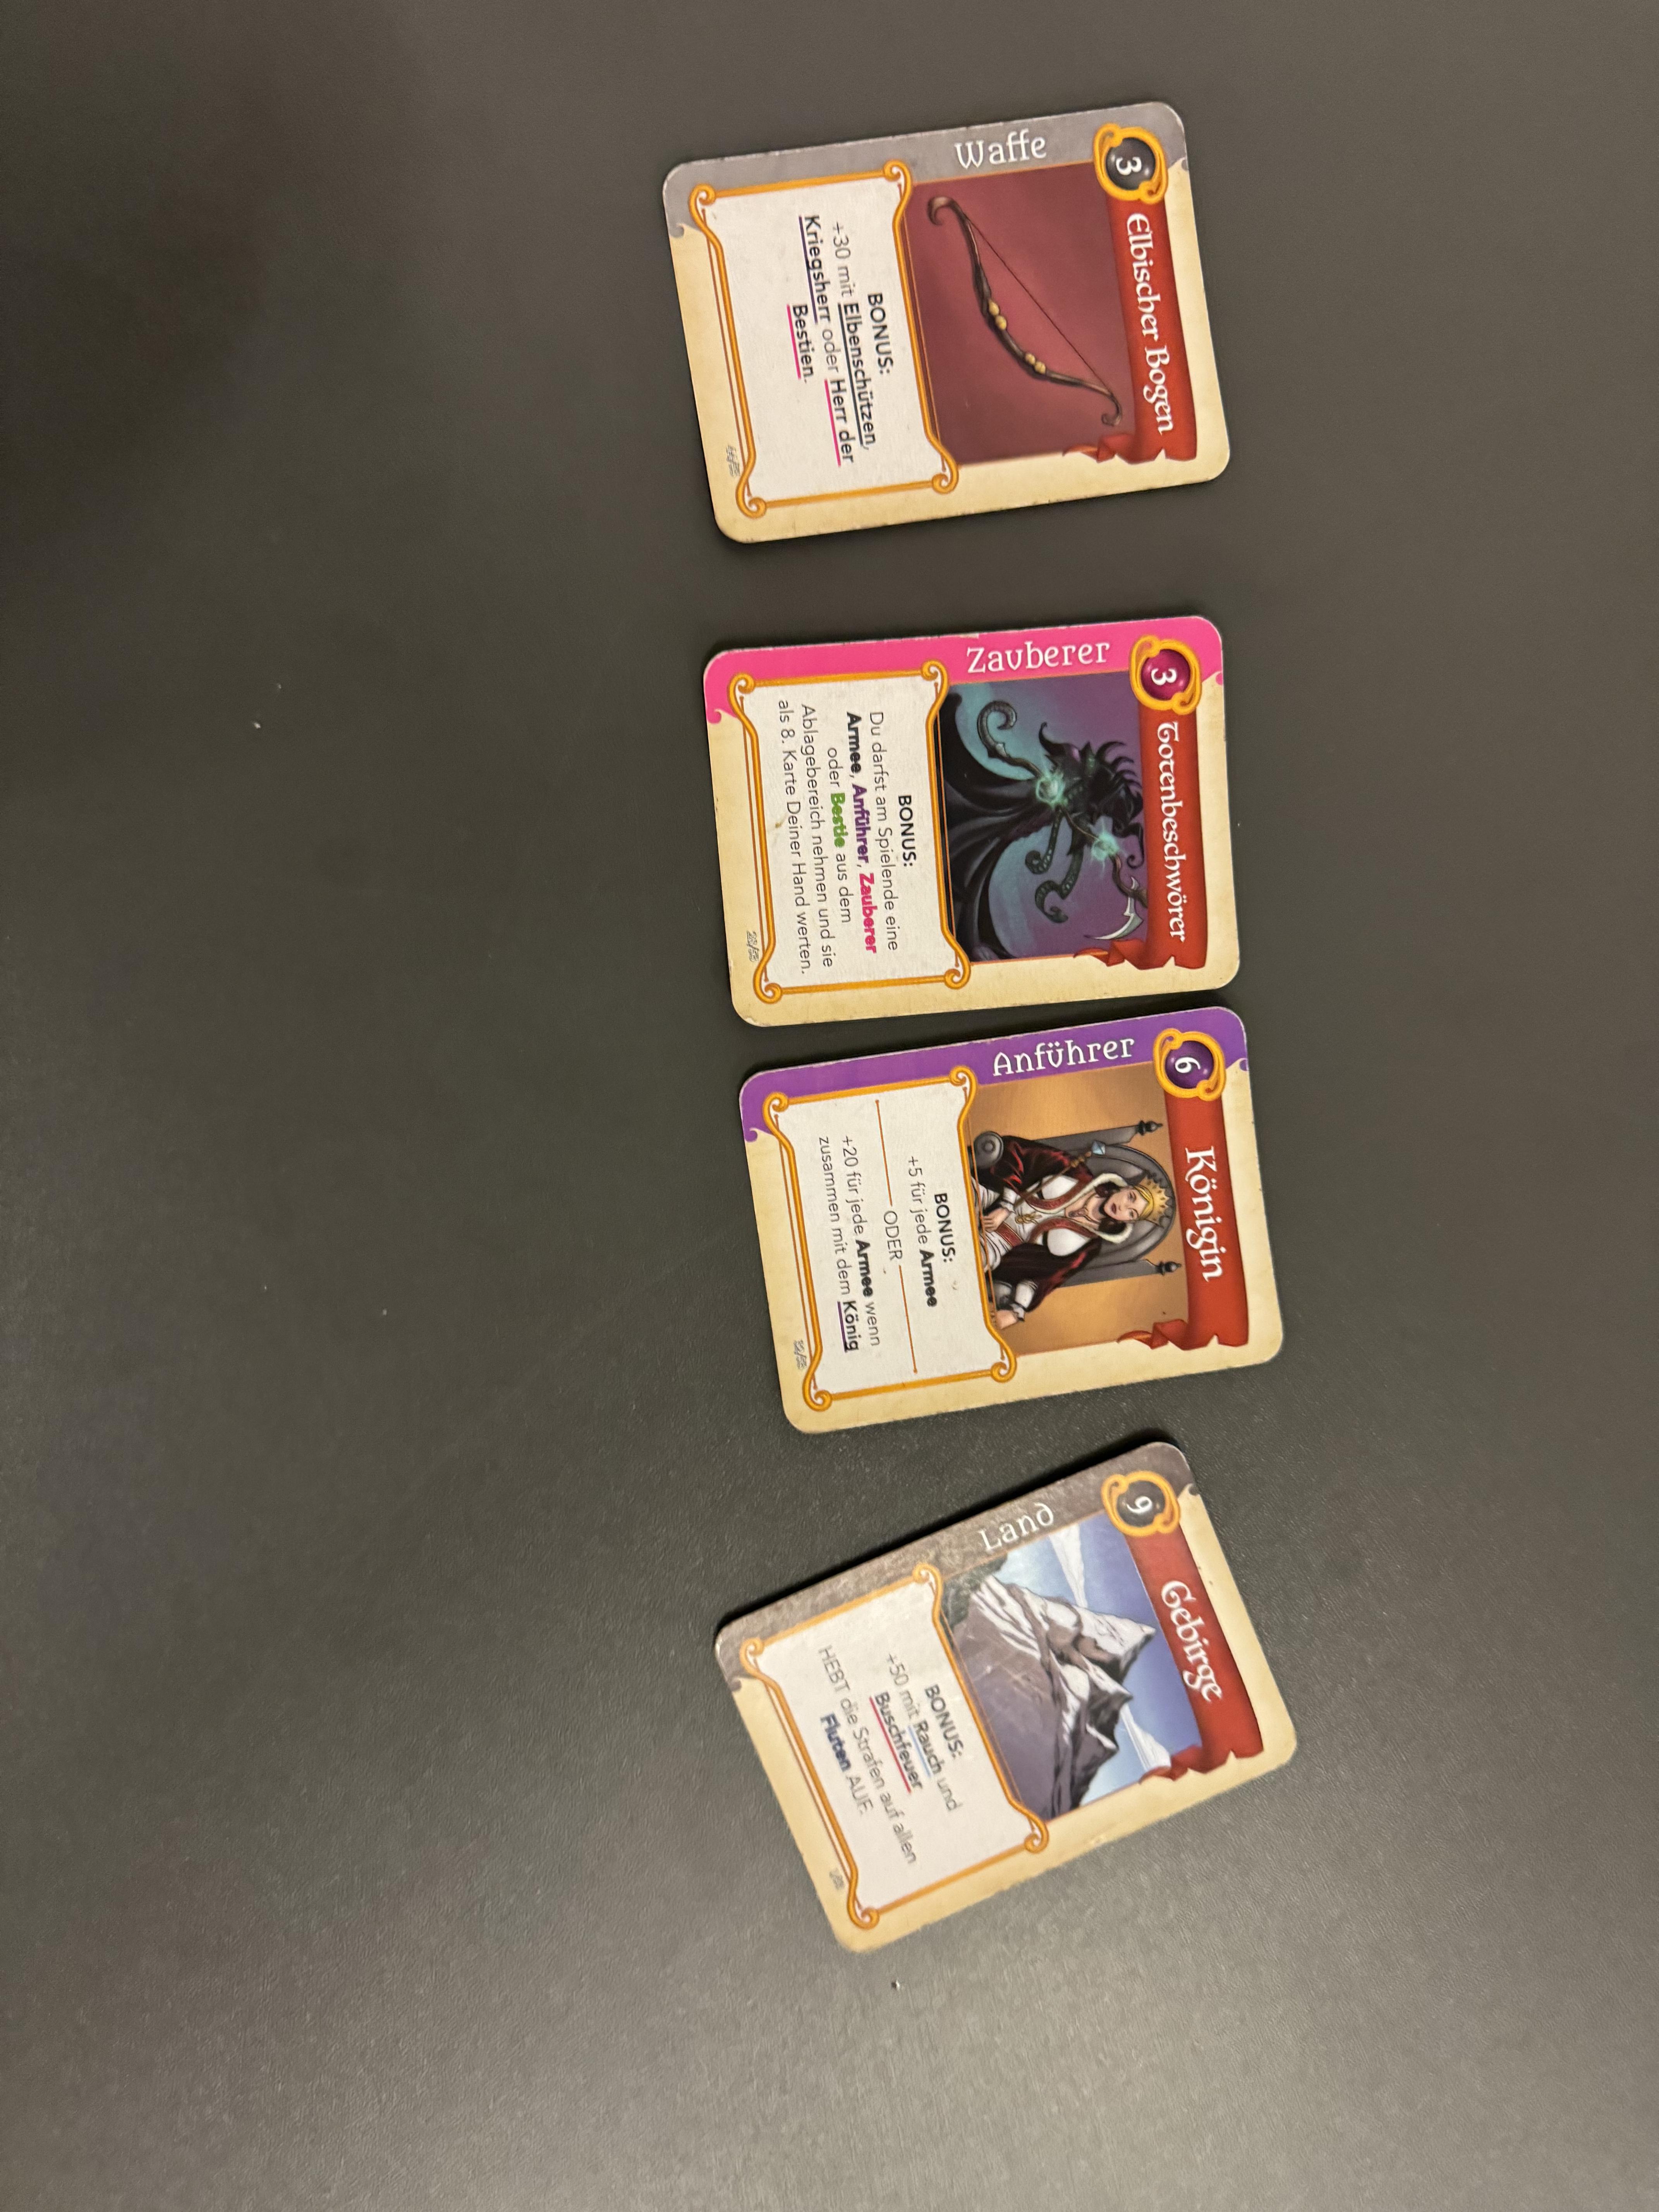 3 Elbischer Bogen
Waffe
BONUS:
+30 mit Elbenschützen,
Kriegsherr oder Herr der
Bestien.
3 Totenbeschwörer
Zauberer
BONUS:
Du darfst am Spielende eine
Armee, Anführer, Zauberer
oder Bestie aus dem
Ablagebereich nehmen und sie
als 8. Karte Deiner Hand werten.
6 Königin
Anführer
BONUS:
+5 für jede Armee
ODER
+20 für jede Armee wenn
zusammen mit dem König
9 Gebirge
Land
BONUS:
+50 mit Rauch und
Buschfeuer
HEBT die Strafen auf allen
Fluten AUF.